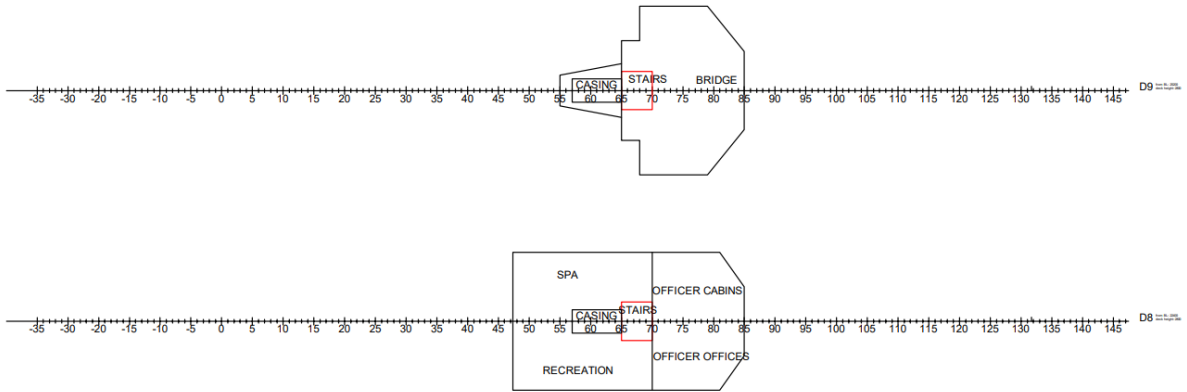 STAIRS
BRIDGE
CASING
-35 -30 -25 -20 -15 -10 -5 0 5 10 15 20 25 30 35 40 45 50 55 60 65 70 75 80 85 90 95 100 105 110 115 120 125 130 135 140 145
D9
SPA
OFFICER CABINS
STAIRS
CASING
-35 -30 -25 -20 -15 -10 -5 0 5 10 15 20 25 30 35 40 45 50 55 60 65 70 75 80 85 90 95 100 105 110 115 120 125 130 135 140 145
D8
OFFICER OFFICES
RECREATION